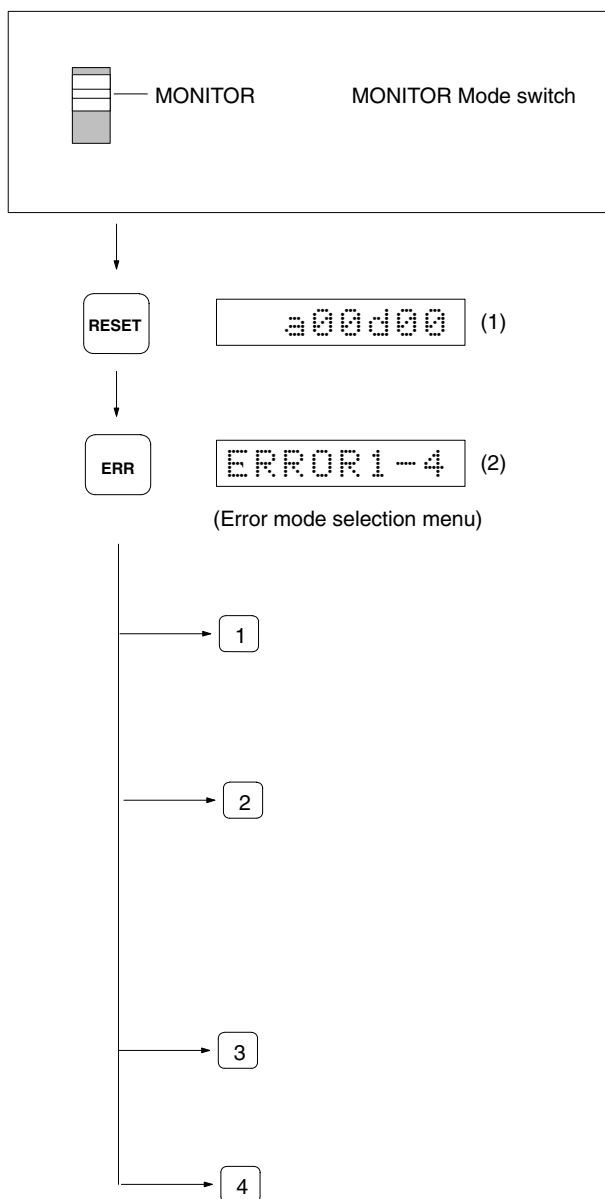 MONITOR MONITOR Mode switch
RESET a00d00 (1)
ERR ERROR1-4 (2)
(Error mode selection menu)
1
2
3
4